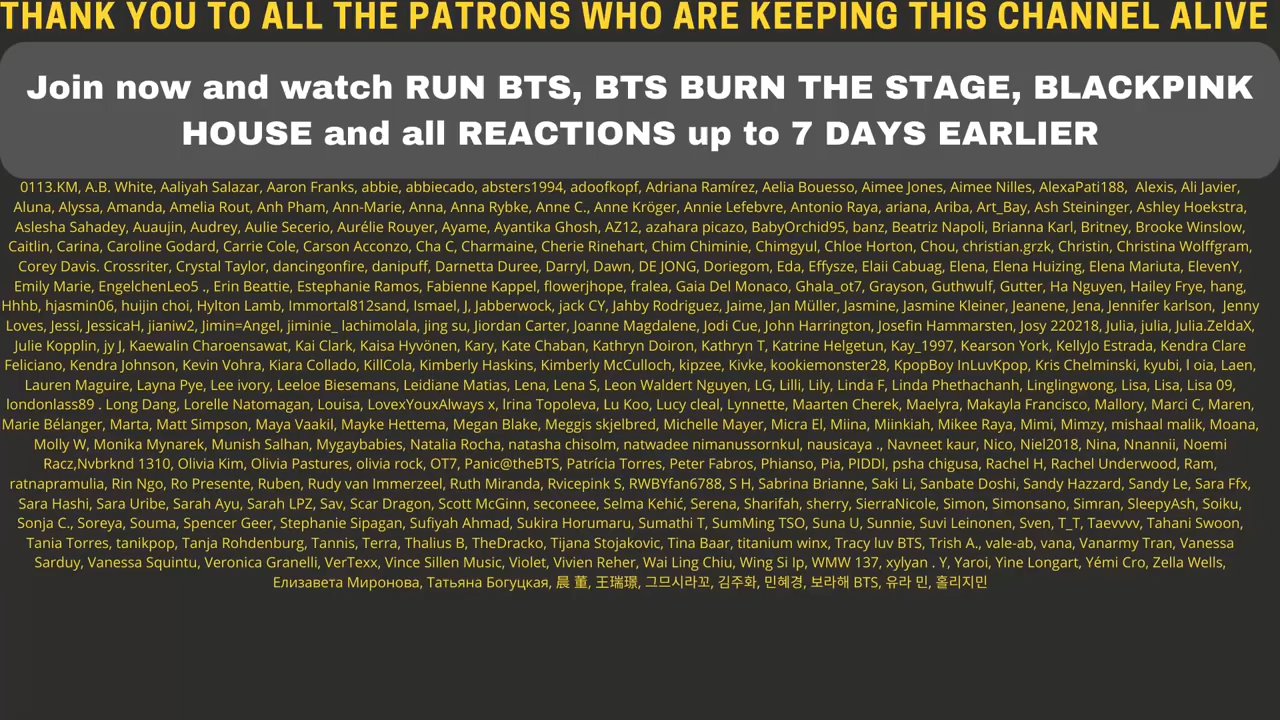 THANK YOU TO ALL THE PATRONS WHO ARE KEEPING THIS CHANNEL ALIVE
Join now and watch RUN BTS, BTS BURN THE STAGE, BLACKPINK
HOUSE and all REACTIONS up to 7 DAYS EARLIER
0113.KM, A.B. White, Aaliyah Salazar, Aaron Franks, abbie, abbiecado, absters1994, adoofkopf, Adriana Ramírez, Aelia Bouesso, Aimee Jones, Aimee Nilles, AlexaPati188, Alexis, Ali Javier,
Aluna, Alyssa, Amanda, Amelia Rout, Anh Pham, Ann-Marie, Anna, Anna Rybke, Anne C., Anne Kröger, Annie Lefebvre, Antonio Raya, ariana, Ariba, Art_Bay, Ash Steininger, Ashley Hoekstra,
Aslesha Sahadey, Auaujin, Audrey, Aulie Secerio, Aurélie Rouyer, Ayame, Ayantika Ghosh, AZ12, azahara picazo, BabyOrchid95, banz, Beatriz Napoli, Brianna Karl, Britney, Brooke Winslow,
Caitlin, Carina, Caroline Godard, Carrie Cole, Carson Acconzo, Cha C, Charmaine, Cherie Rinehart, Chim Chiminie, Chimgyul, Chloe Horton, Chou, christian.grzk, Christin, Christina Wolffgram,
Corey Davis. Crossriter, Crystal Taylor, dancingonfire, danipuff, Darnetta Duree, Darryl, Dawn, DE JONG, Doriegom, Eda, Effysze, Elaii Cabuag, Elena, Elena Huizing, Elena Mariuta, ElevenY,
Emily Marie, EngelchenLeo5 ., Erin Beattie, Estephanie Ramos, Fabienne Kappel, flowerjhope, fralea, Gaia Del Monaco, Ghala_ot7, Grayson, Guthwulf, Gutter, Ha Nguyen, Hailey Frye, hang,
Hhhb, hjasmin06, huijin choi, Hylton Lamb, Immortal812sand, Ismael, J, Jabberwock, jack CY, Jahby Rodriguez, Jaime, Jan Müller, Jasmine, Jasmine Kleiner, Jeanene, Jena, Jennifer karlson, Jenny
Loves, Jessi, JessicaH, jianiw2, Jimin=Angel, jiminie_ lachimolala, jing su, Jiordan Carter, Joanne Magdalene, Jodi Cue, John Harrington, Josefin Hammarsten, Josy 220218, Julia, julia, Julia.ZeldaX,
Julie Kopplin, jy J, Kaewalin Charoensawat, Kai Clark, Kaisa Hyvönen, Kary, Kate Chaban, Kathryn Doiron, Kathryn T, Katrine Helgetun, Kay_1997, Kearson York, KellyJo Estrada, Kendra Clare
Feliciano, Kendra Johnson, Kevin Vohra, Kiara Collado, KillCola, Kimberly Haskins, Kimberly McCulloch, kipzee, Kivke, kookiemonster28, KpopBoy InLuvKpop, Kris Chelminski, kyubi, l oia, Laen,
Lauren Maguire, Layna Pye, Lee ivory, Leeloe Biesemans, Leidiane Matias, Lena, Lena S, Leon Waldert Nguyen, LG, Lilli, Lily, Linda F, Linda Phethachanh, Linglingwong, Lisa, Lisa, Lisa 09,
londonlass89 . Long Dang, Lorelle Natomagan, Louisa, LovexYouxAlways x, lrina Topoleva, Lu Koo, Lucy cleal, Lynnette, Maarten Cherek, Maelyra, Makayla Francisco, Mallory, Marci C, Maren,
Marie Bélanger, Marta, Matt Simpson, Maya Vaakil, Mayke Hettema, Megan Blake, Meggis skjelbred, Michelle Mayer, Micra El, Miina, Miinkiah, Mikee Raya, Mimi, Mimzy, mishaal malik, Moana,
Molly W, Monika Mynarek, Munish Salhan, Mygaybabies, Natalia Rocha, natasha chisolm, natwadee nimanussornkul, nausicaya ., Navneet kaur, Nico, Niel2018, Nina, Nnannii, Noemi
Racz,Nvbrknd 1310, Olivia Kim, Olivia Pastures, olivia rock, OT7, Panic@theBTS, Patrícia Torres, Peter Fabros, Phianso, Pia, PIDDI, psha chigusa, Rachel H, Rachel Underwood, Ram,
ratnapramulia, Rin Ngo, Ro Presente, Ruben, Rudy van Immerzeel, Ruth Miranda, Rvicepink S, RWBYfan6788, S H, Sabrina Brianne, Saki Li, Sanbate Doshi, Sandy Hazzard, Sandy Le, Sara Ffx,
Sara Hashi, Sara Uribe, Sarah Ayu, Sarah LPZ, Sav, Scar Dragon, Scott McGinn, seconeee, Selma Kehić, Serena, Sharifah, sherry, SierraNicole, Simon, Simonsano, Simran, SleepyAsh, Soiku,
Sonja C., Soreya, Souma, Spencer Geer, Stephanie Sipagan, Sufiyah Ahmad, Sukira Horumaru, Sumathi T, SumMing TSO, Suna U, Sunnie, Suvi Leinonen, Sven, T_T, Taevvvv, Tahani Swoon,
Tania Torres, tanikpop, Tanja Rohdenburg, Tannis, Terra, Thalius B, TheDracko, Tijana Stojakovic, Tina Baar, titanium winx, Tracy luv BTS, Trish A., vale-ab, vana, Vanarmy Tran, Vanessa
Sarduy, Vanessa Squintu, Veronica Granelli, VerTexx, Vince Sillen Music, Violet, Vivien Reher, Wai Ling Chiu, Wing Si Ip, WMW 137, xylyan . Y, Yaroi, Yine Longart, Yémi Cro, Zella Wells,
Елизавета Миронова, Татьяна Богуцкая, 晨 董, 王瑞璟, 그므시라꼬, 김주화, 민혜경, 보라해 BTS, 유라 민, 홀리지민